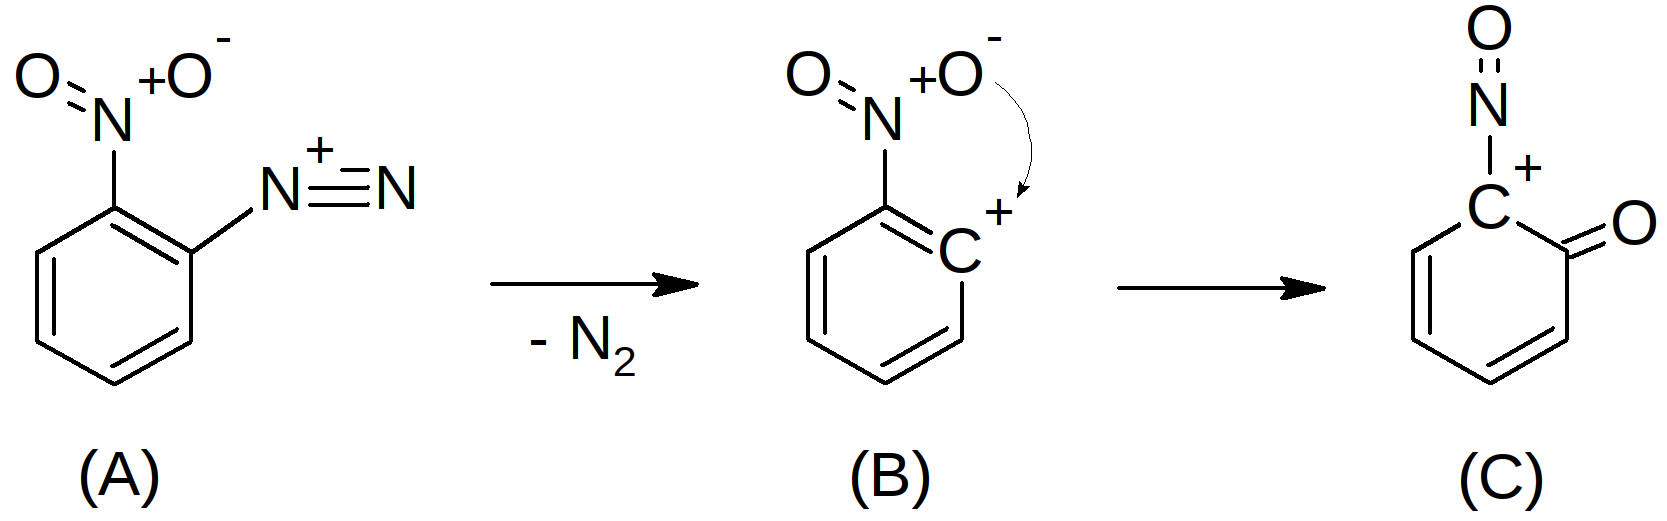 O N + O -
N + N
- N2
O N + O -
C +
O
N
C + O
(A) (B) (C)